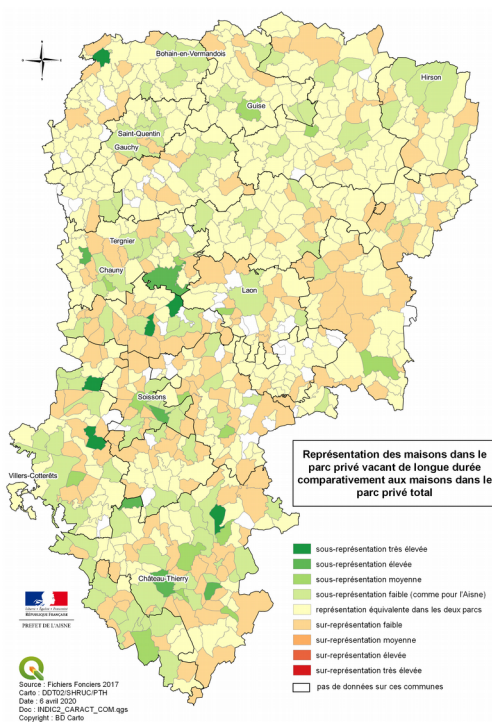 Bohain-en-Vermandois
Hirson
Guise
Saint-Quentin
Gauchy
Tergnier
Chauny
Laon
Soissons
Villers-Cotterêts
Château-Thierry
Représentation des maisons dans le
parc privé vacant de longue durée
comparativement aux maisons dans le
parc privé total
sous-représentation très élevée
sous-représentation élevée
sous-représentation moyenne
sous-représentation faible (comme pour l'Aisne)
représentation équivalente dans les deux parcs
sur-représentation faible
sur-représentation moyenne
sur-représentation élevée
sur-représentation très élevée
pas de données sur ces communes
Liberté • Égalité • Fraternité
RÉPUBLIQUE FRANÇAISE
PRÉFET DE L'AISNE
Source : Fichiers Fonciers 2017
Carto : DDT02/SHRUC/PTH
Date : 6 avril 2020
Doc : INDIC2_CARACT_COM.qgs
Copyright : BD Carto